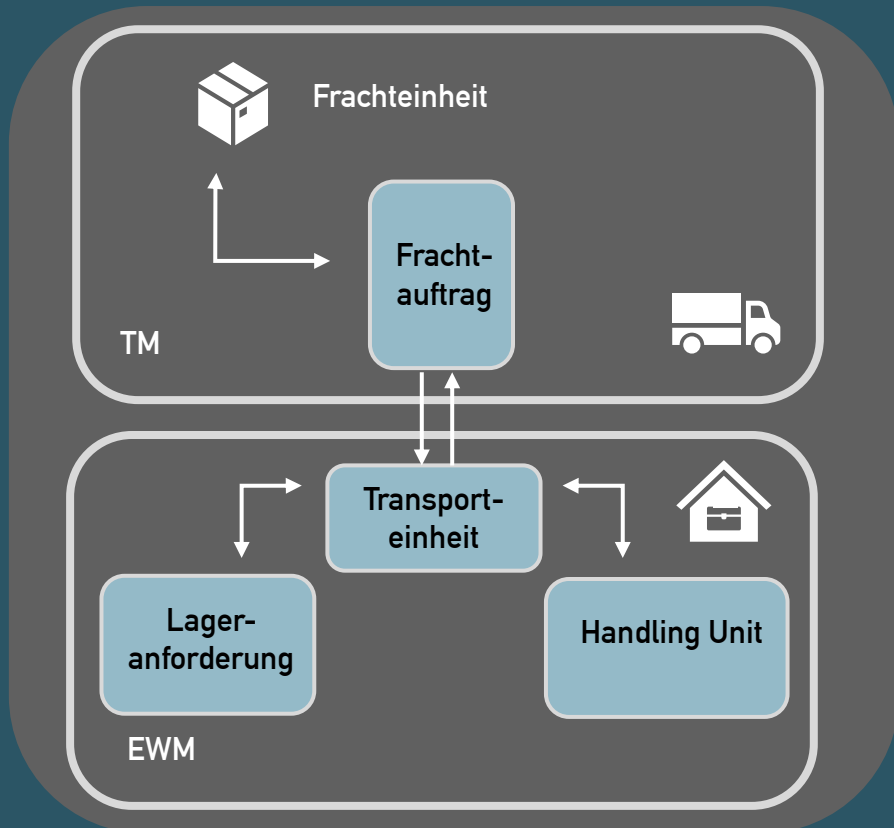 Frachteinheit
Fracht-
auftrag
TM
Transport-
einheit
Lager-
anforderung
Handling Unit
EWM